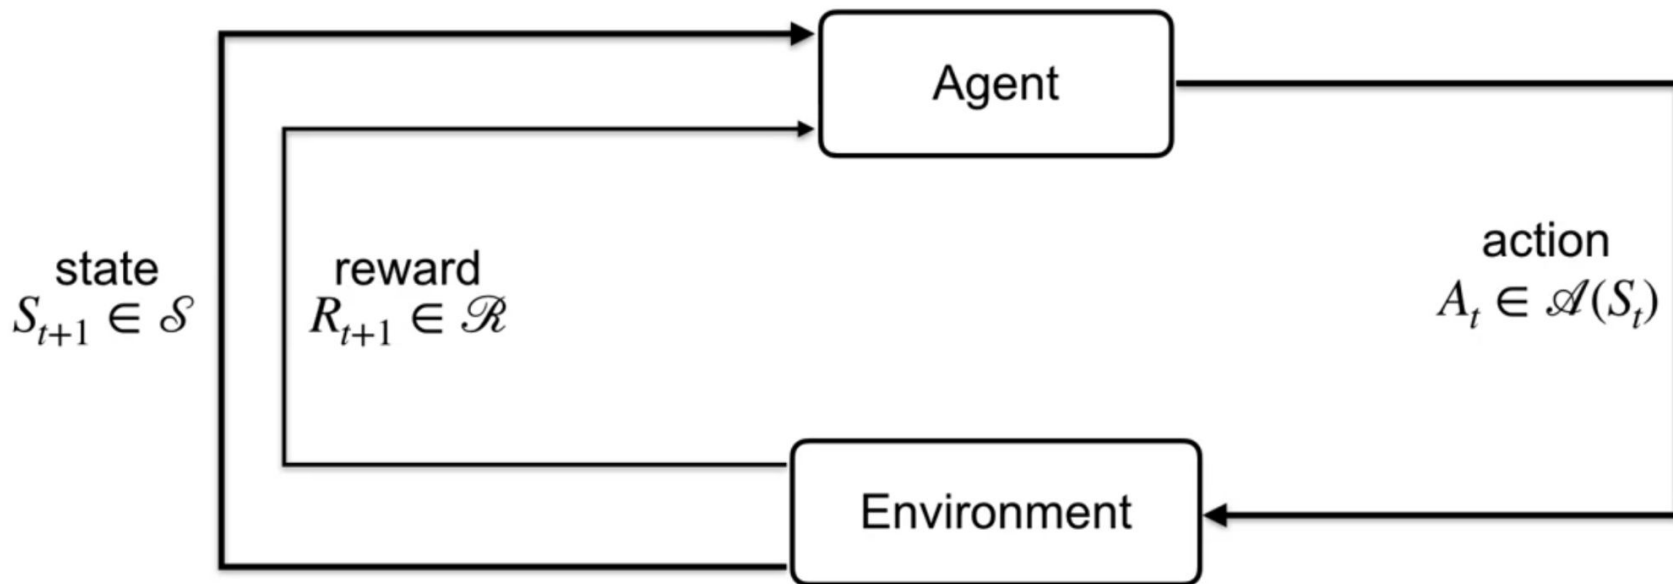 Agent
state
S_{t+1} ∈ 𝒮
reward
R_{t+1} ∈ ℛ
action
A_t ∈ 𝒜(S_t)
Environment